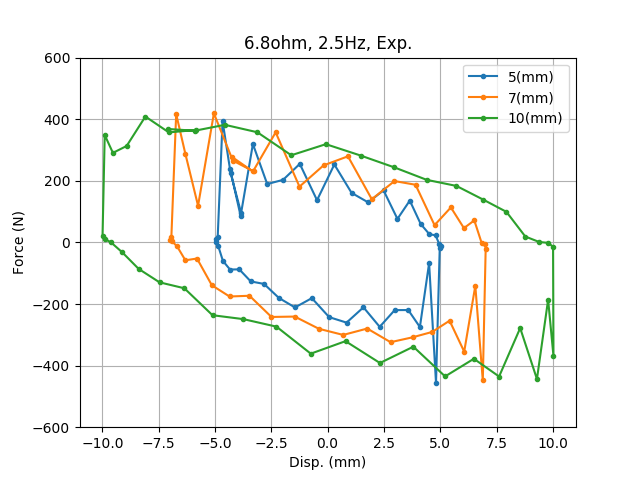 6.8ohm, 2.5Hz, Exp.
5(mm)
7(mm)
10(mm)
Force (N)
600
400
200
0
−200
−400
−600
−10.0 −7.5 −5.0 −2.5 0.0 2.5 5.0 7.5 10.0
Disp. (mm)